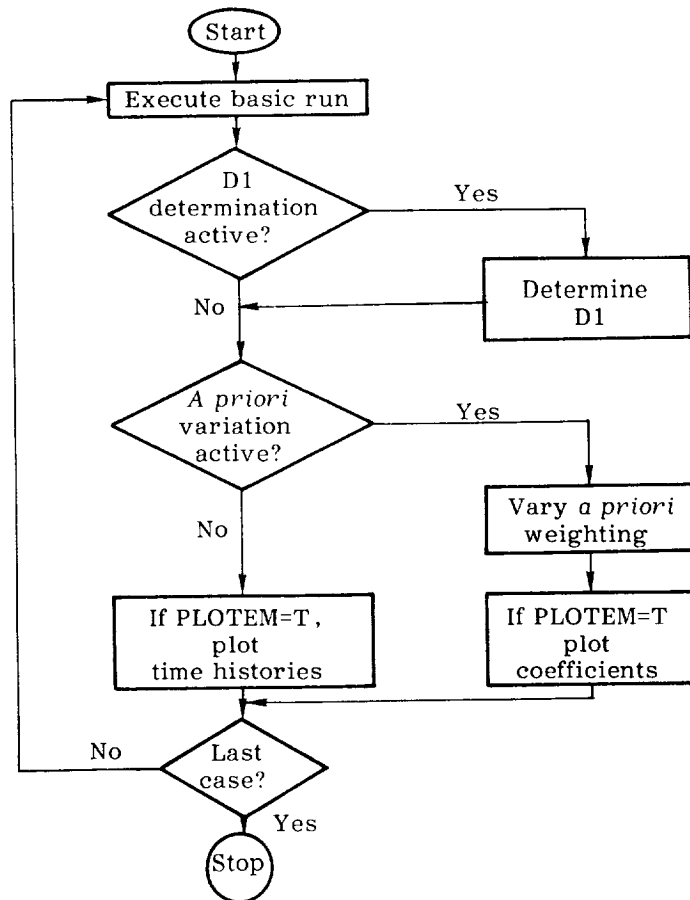 Start
Execute basic run
D1
determination
active?
Yes
Determine
D1
No
A priori
variation
active?
Yes
Vary a priori
weighting
No
If PLOTEM=T,
plot
time histories
If PLOTEM=T
plot
coefficients
No
Last
case?
Yes
Stop